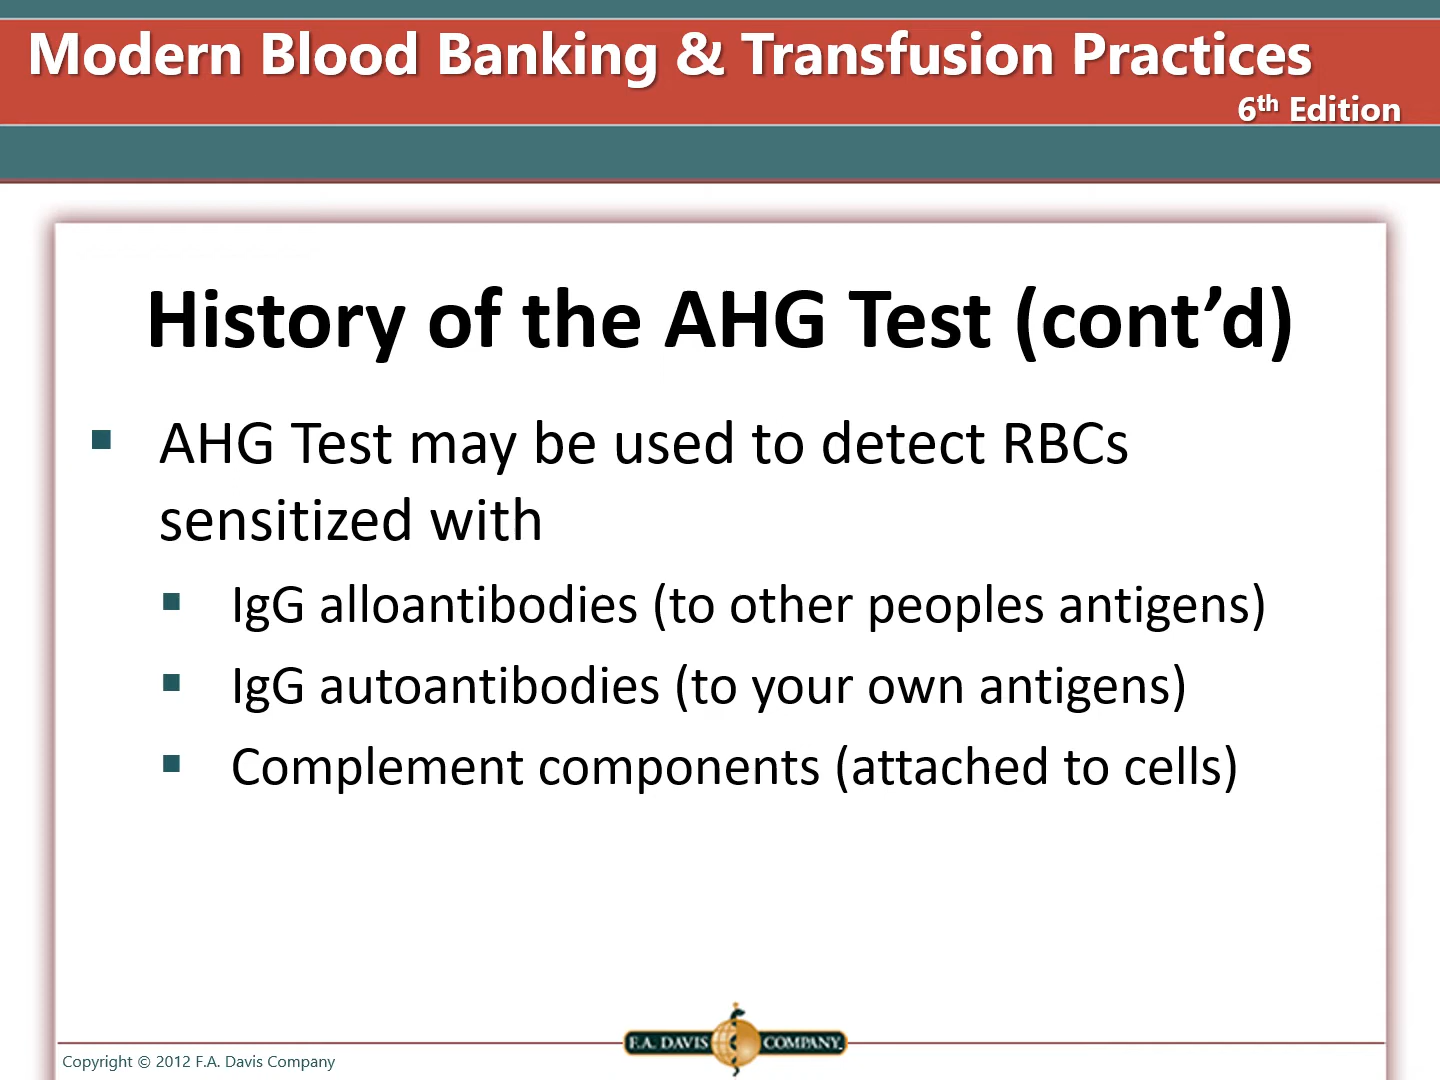 Modern Blood Banking & Transfusion Practices
6th Edition
History of the AHG Test (cont’d)
AHG Test may be used to detect RBCs
sensitized with
IgG alloantibodies (to other peoples antigens)
IgG autoantibodies (to your own antigens)
Complement components (attached to cells)
F.A. DAVIS COMPANY
Copyright © 2012 F.A. Davis Company